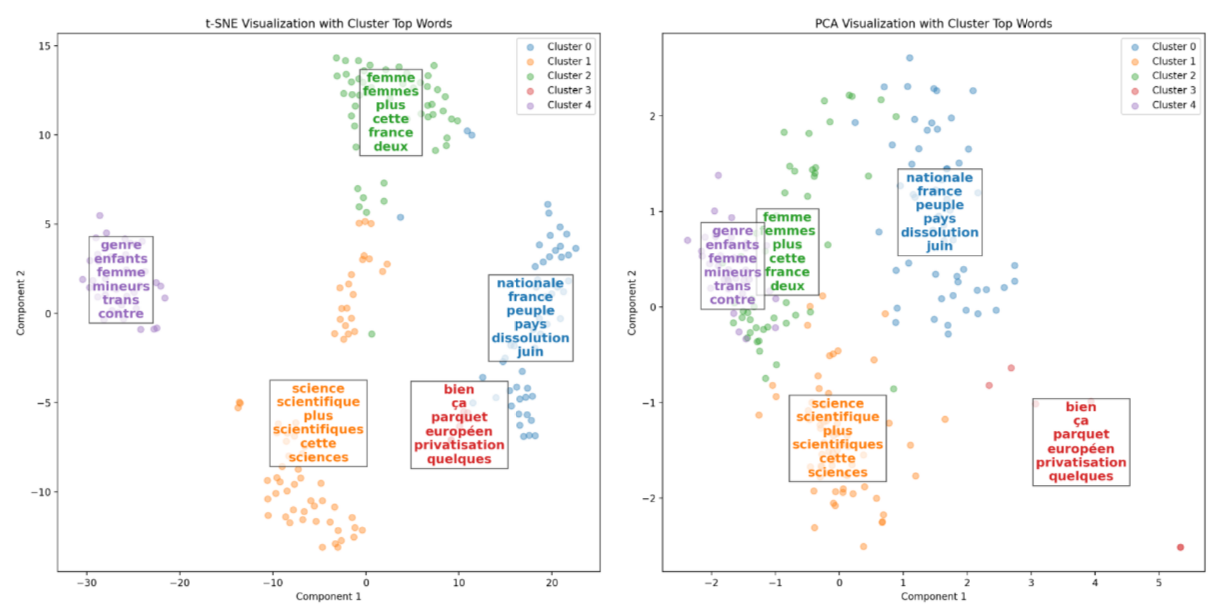 t-SNE Visualization with Cluster Top Words
15
10
5
0
−5
−10
Component 2
−30
−20
−10
0
10
20
Component 1
Cluster 0
Cluster 1
Cluster 2
Cluster 3
Cluster 4
femme
femmes
plus
cette
france
deux
genre
enfants
femme
mineurs
trans
contre
nationale
france
peuple
pays
dissolution
juin
science
scientifique
plus
scientifiques
cette
sciences
bien
ça
parquet
européen
privatisation
quelques
PCA Visualization with Cluster Top Words
2
1
0
−1
−2
Component 2
−2
−1
0
1
2
3
4
5
Component 1
Cluster 0
Cluster 1
Cluster 2
Cluster 3
Cluster 4
nationale
france
peuple
pays
dissolution
juin
femme
femmes
plus
cette
france
deux
genre
enfants
femme
mineurs
trans
contre
science
scientifique
plus
scientifiques
cette
sciences
bien
ça
parquet
européen
privatisation
quelques